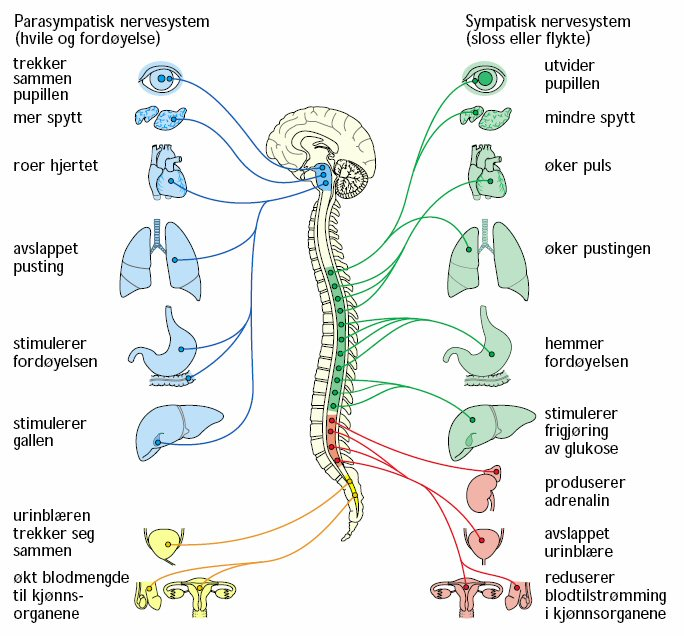 Parasympatisk nervesystem
(hvile og fordøyelse)
trekker
sammen
pupillen
mer spytt
roer hjertet
avslappet
pusting
stimulerer
fordøyelsen
stimulerer
gallen
urinblæren
trekker seg
sammen
økt blodmengde
til kjønns-
organene
Sympatisk nervesystem
(sloss eller flykte)
utvider
pupillen
mindre spytt
øker puls
øker pustingen
hemmer
fordøyelsen
stimulerer
frigjøring
av glukose
produserer
adrenalin
avslappet
urinblære
reduserer
blodtilstrømming
i kjønnsorganene